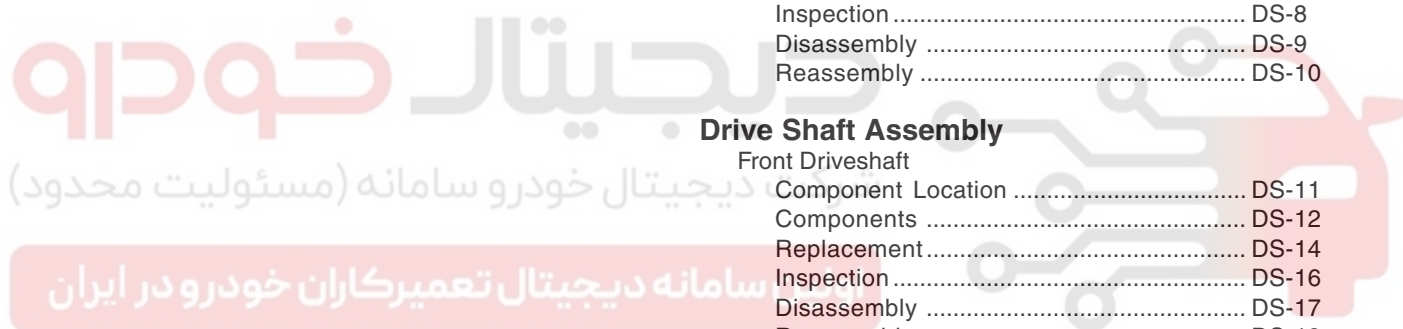 Inspection ........................................................ DS-8
Disassembly .................................................. DS-9
Reassembly .................................................. DS-10
Drive Shaft Assembly
Front Driveshaft
Component Location .................................... DS-11
Components .................................................. DS-12
Replacement .................................................. DS-14
Inspection ...................................................... DS-16
Disassembly .................................................. DS-17
دیجیتال خودرو
شرکت دیجیتال خودرو سامانه (مسئولیت محدود)
اولین سامانه دیجیتال تعمیرکاران خودرو در ایران